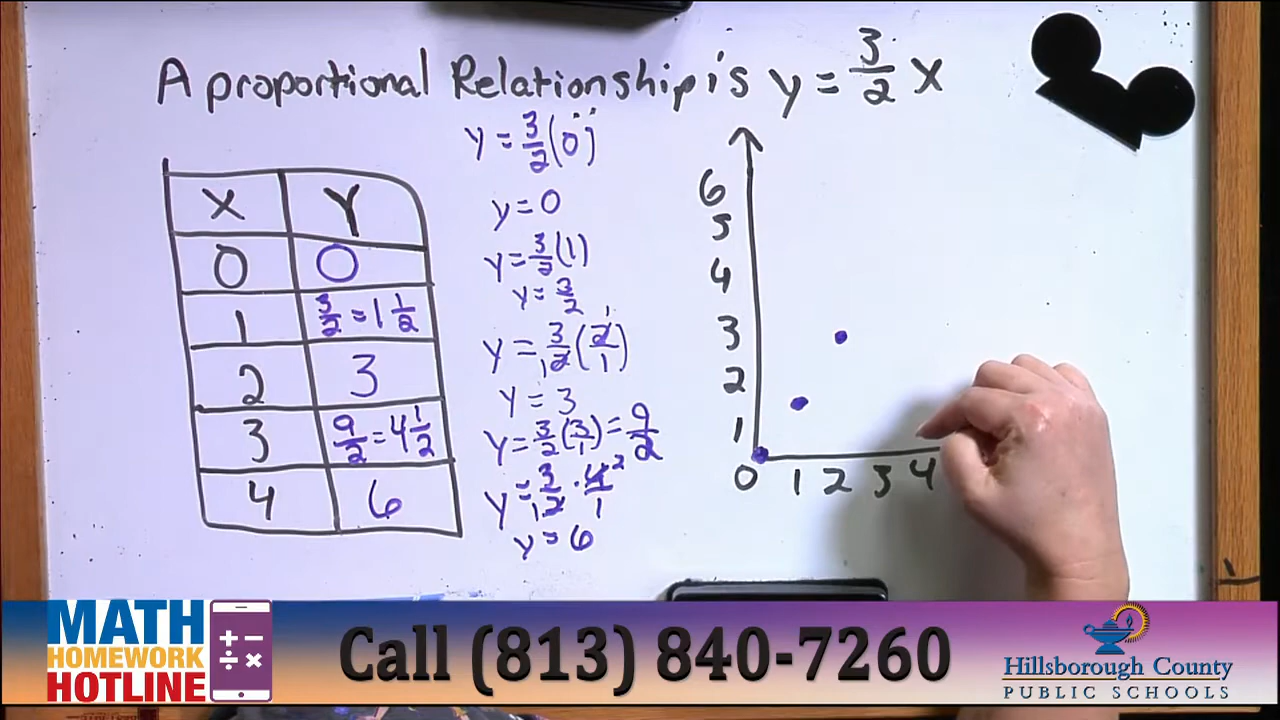 A proportional Relationship is y = 3/2 x
X Y
0 0
1 3/2 = 1 1/2
2 3
3 9/2 = 4 1/2
4 6
y = 3/2 (0)
y = 0
y = 3/2 (1)
y = 3/2
y = 3/2 (2/1)
y = 3
y = 3/2 (3/1) = 9/2
y = 3/2 · 4/1
y = 6
6
5
4
3
2
1
0 1 2 3 4
MATH
HOMEWORK
HOTLINE
+ −
÷ ×
Call (813) 840-7260
Hillsborough County
PUBLIC SCHOOLS